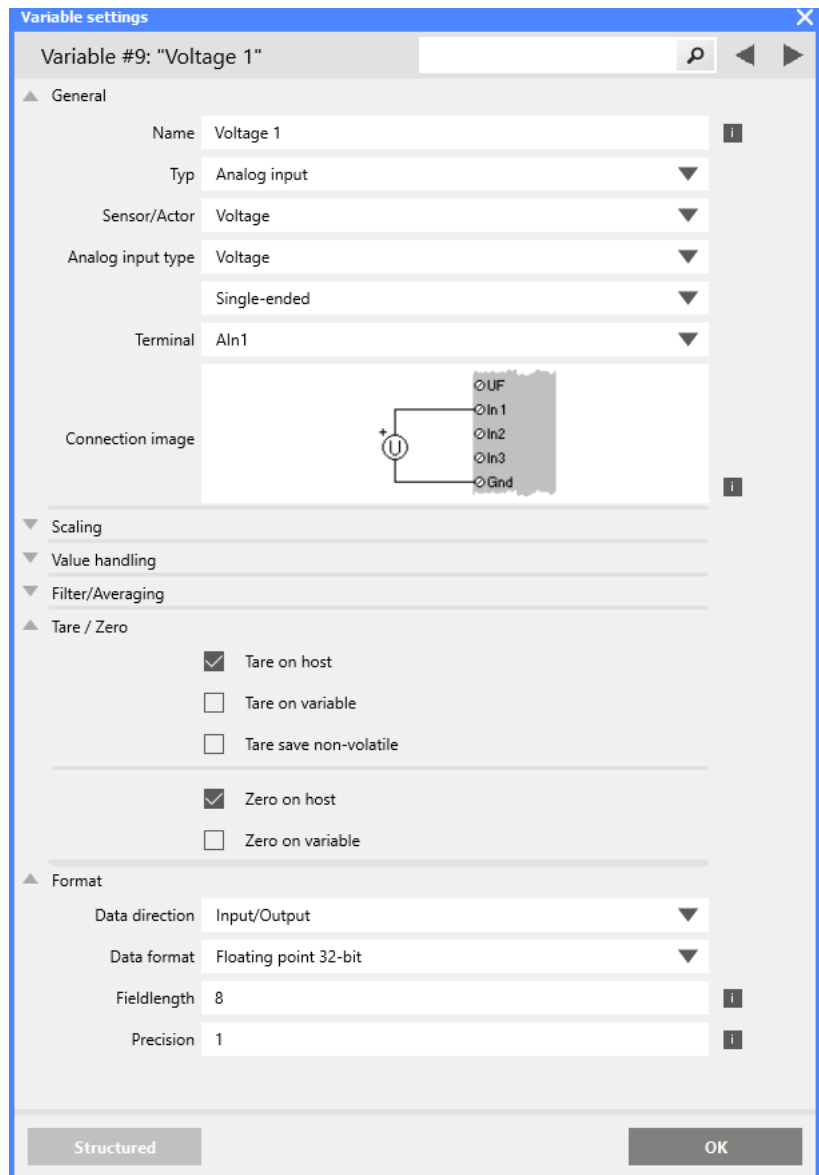 Variable settings
Variable #9: "Voltage 1"
General
Name Voltage 1 i
Typ Analog input
Sensor/Actor Voltage
Analog input type Voltage
Single-ended
Terminal AIn1
UF
In 1
+ U In2
Connection image
In3
Gnd
i
Scaling
Value handling
Filter/Averaging
Tare / Zero
Tare on host
Tare on variable
Tare save non-volatile
Zero on host
Zero on variable
Format
Data direction Input/Output
Data format Floating point 32-bit
Fieldlength 8 i
Precision 1 i
Structured OK